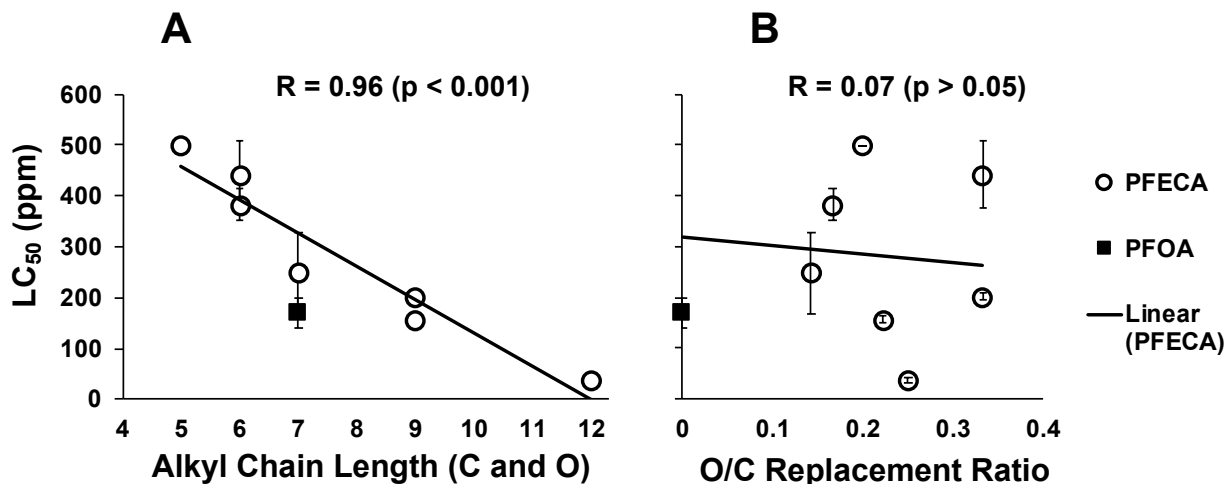 A
B
R = 0.96 (p < 0.001)
R = 0.07 (p > 0.05)
600
500
400
300
200
100
0
LC50 (ppm)
4 5 6 7 8 9 10 11 12
Alkyl Chain Length (C and O)
0 0.1 0.2 0.3 0.4
O/C Replacement Ratio
PFECA
PFOA
Linear
(PFECA)